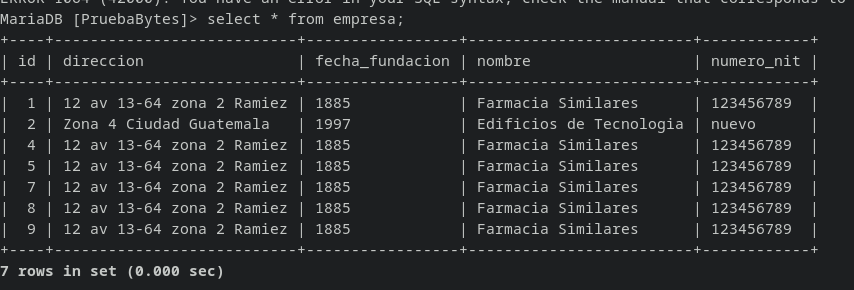 ERROR 1064 (42000): You have an error in your SQL syntax; check the manual that corresponds to
MariaDB [PruebaBytes]> select * from empresa;
+----+---------------------------+-----------------+-------------------------+------------+
| id | direccion                 | fecha_fundacion | nombre                  | numero_nit |
+----+---------------------------+-----------------+-------------------------+------------+
|  1 | 12 av 13-64 zona 2 Ramiez | 1885            | Farmacia Similares      | 123456789  |
|  2 | Zona 4 Ciudad Guatemala   | 1997            | Edificios de Tecnologia | nuevo      |
|  4 | 12 av 13-64 zona 2 Ramiez | 1885            | Farmacia Similares      | 123456789  |
|  5 | 12 av 13-64 zona 2 Ramiez | 1885            | Farmacia Similares      | 123456789  |
|  7 | 12 av 13-64 zona 2 Ramiez | 1885            | Farmacia Similares      | 123456789  |
|  8 | 12 av 13-64 zona 2 Ramiez | 1885            | Farmacia Similares      | 123456789  |
|  9 | 12 av 13-64 zona 2 Ramiez | 1885            | Farmacia Similares      | 123456789  |
+----+---------------------------+-----------------+-------------------------+------------+
7 rows in set (0.000 sec)